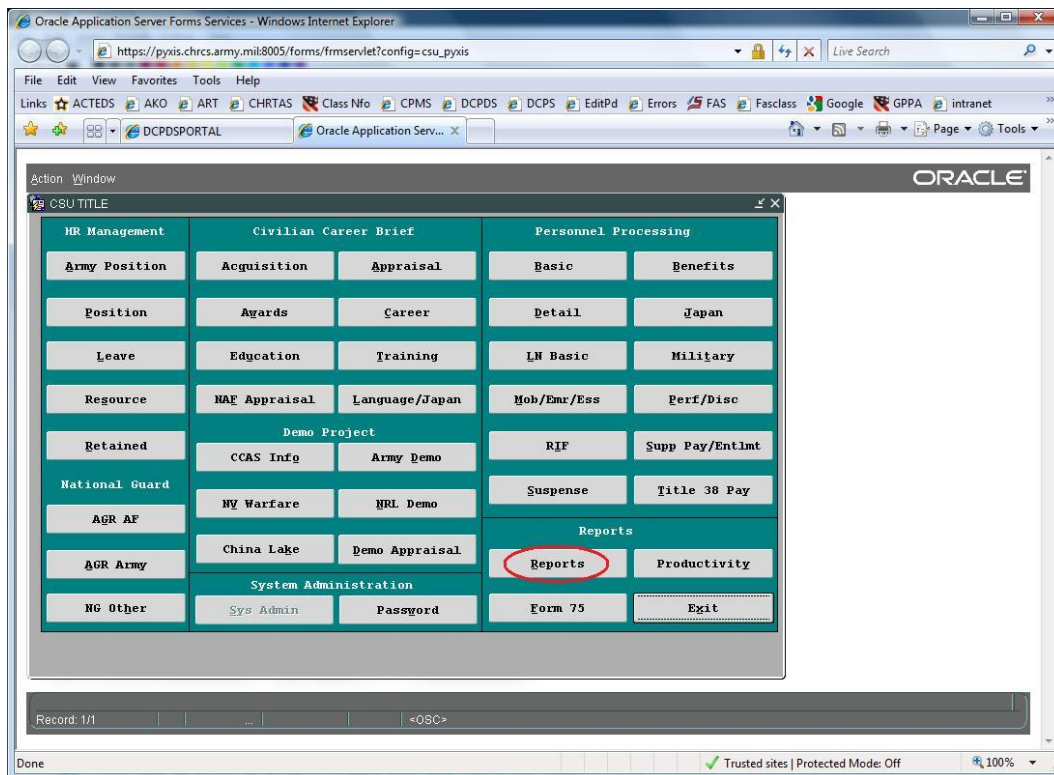 Oracle Application Server Forms Services - Windows Internet Explorer
https://pyxis.chrcs.army.mil:8005/forms/frmservlet?config=csu_pyxis
Live Search
File Edit View Favorites Tools Help
Links ACTEDS AKO ART CHRTAS Class Nfo CPMS DCPDS DCPS EditPd Errors FAS Fasclass Google GPPA intranet
DCPDSPORTAL Oracle Application Serv... Page Tools
Action Window ORACLE
CSU TITLE
HR Management Civilian Career Brief Personnel Processing
Army Position Acquisition Appraisal Basic Benefits
Position Awards Career Detail Japan
Leave Education Training LN Basic Military
Resource NAF Appraisal Language/Japan Mob/Emr/Ess Perf/Disc
Demo Project
Retained CCAS Info Army Demo RIF Supp Pay/Entlmt
National Guard
NV Warfare NRL Demo Suspense Title 38 Pay
AGR AF
Reports
China Lake Demo Appraisal
AGR Army Reports Productivity
System Administration
NG Other Sys Admin Password Form 75 Exit
Record: 1/1 ... <OSC>
Done Trusted sites | Protected Mode: Off 100%